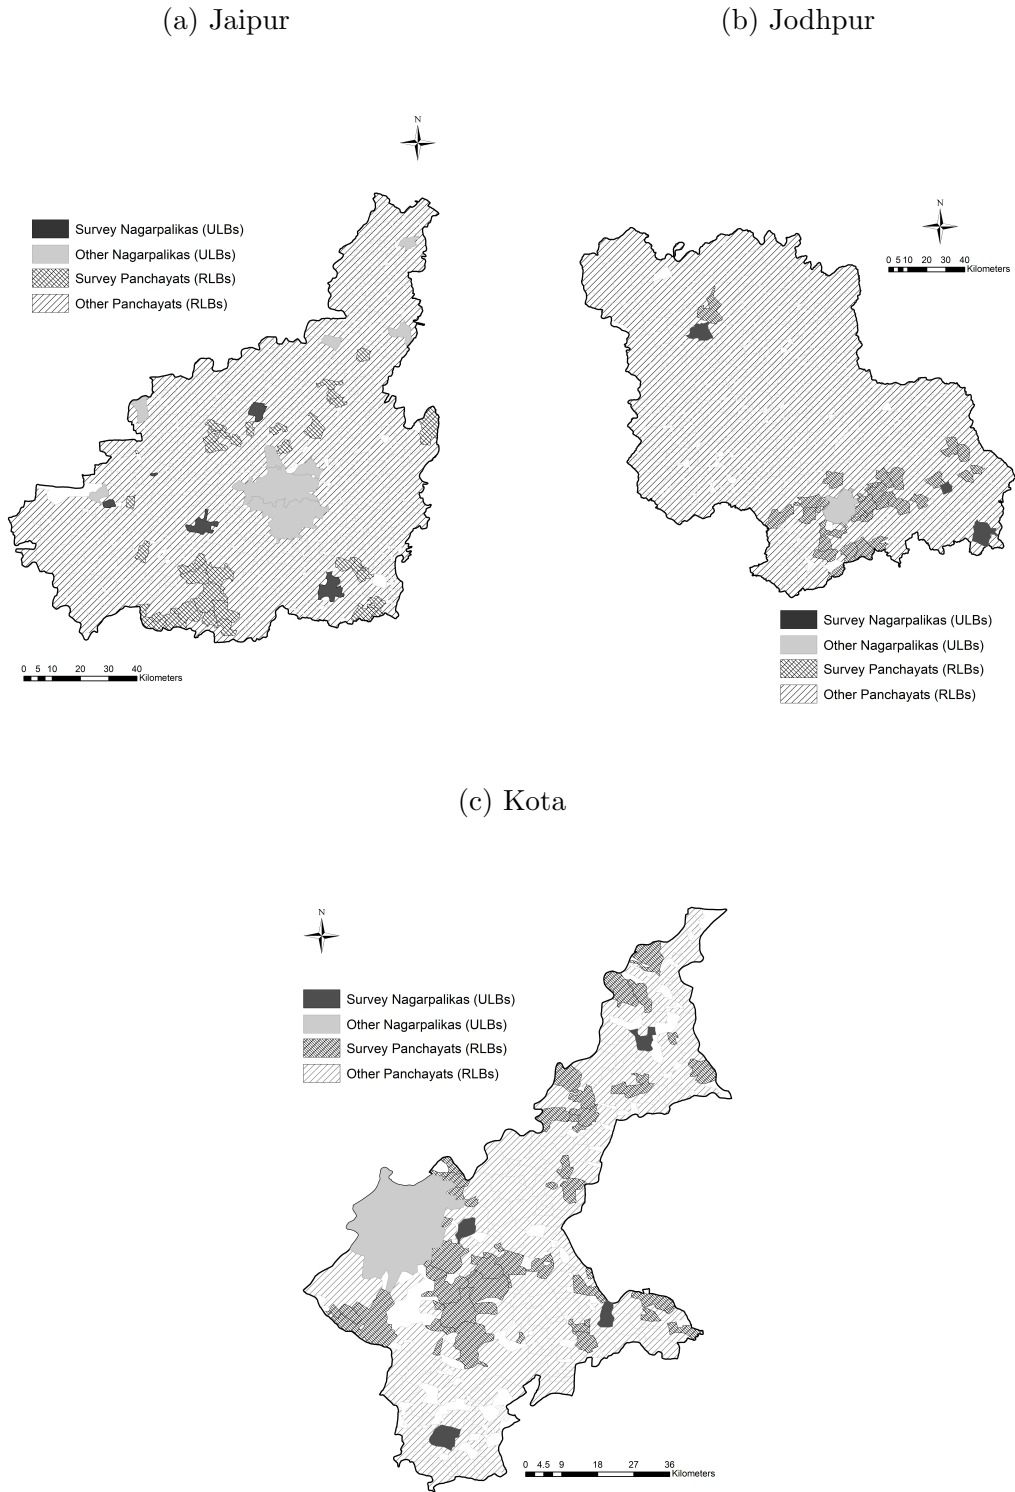 (a) Jaipur
(b) Jodhpur
N
Survey Nagarpalikas (ULBs)
Other Nagarpalikas (ULBs)
Survey Panchayats (RLBs)
Other Panchayats (RLBs)
0 5 10 20 30 40
Kilometers
N
0 5 10 20 30 40
Kilometers
Survey Nagarpalikas (ULBs)
Other Nagarpalikas (ULBs)
Survey Panchayats (RLBs)
Other Panchayats (RLBs)
(c) Kota
N
Survey Nagarpalikas (ULBs)
Other Nagarpalikas (ULBs)
Survey Panchayats (RLBs)
Other Panchayats (RLBs)
0 4.5 9 18 27 36
Kilometers